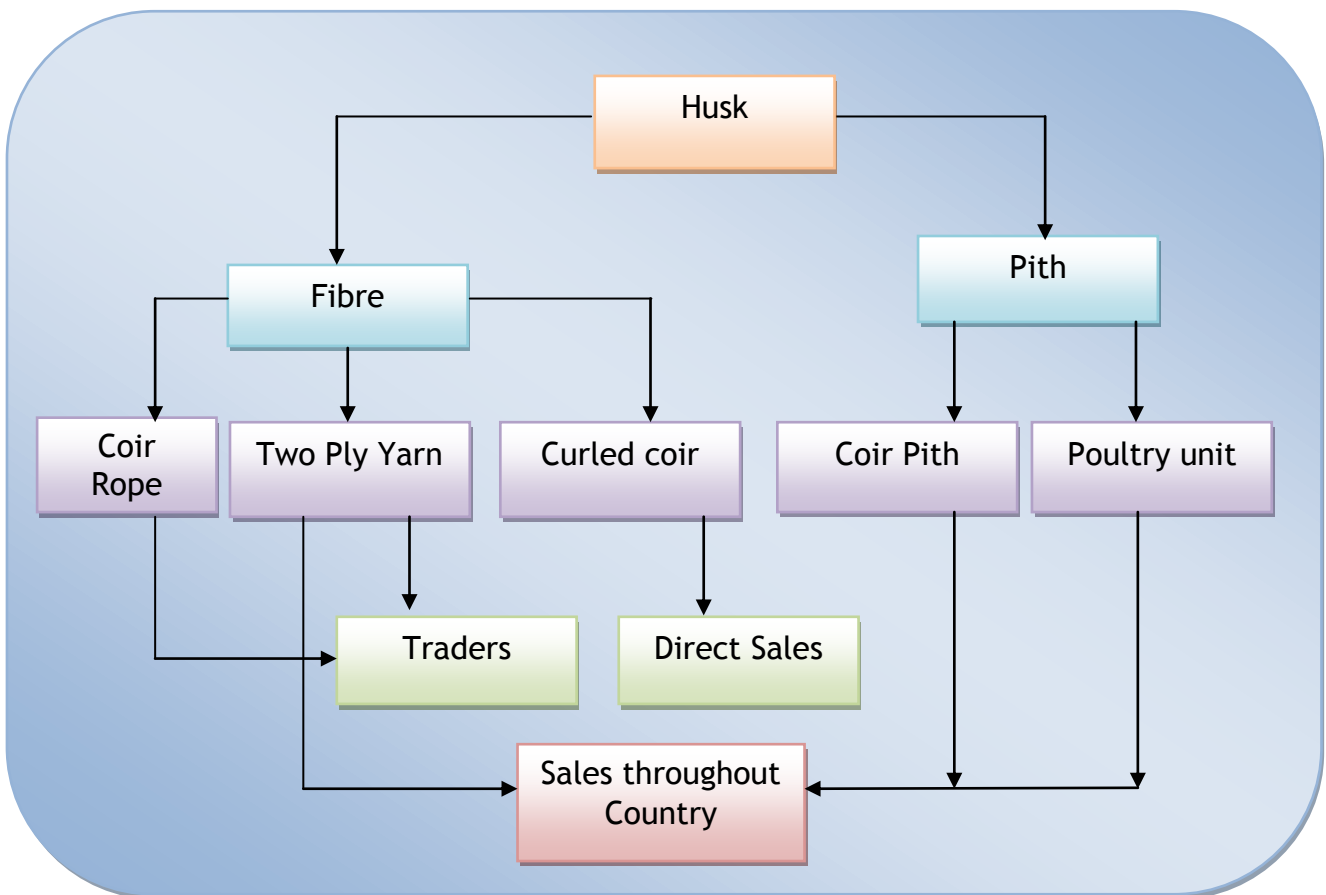 Husk
Pith
Fibre
Coir
Rope
Two Ply Yarn
Curled coir
Coir Pith
Poultry unit
Traders
Direct Sales
Sales throughout
Country